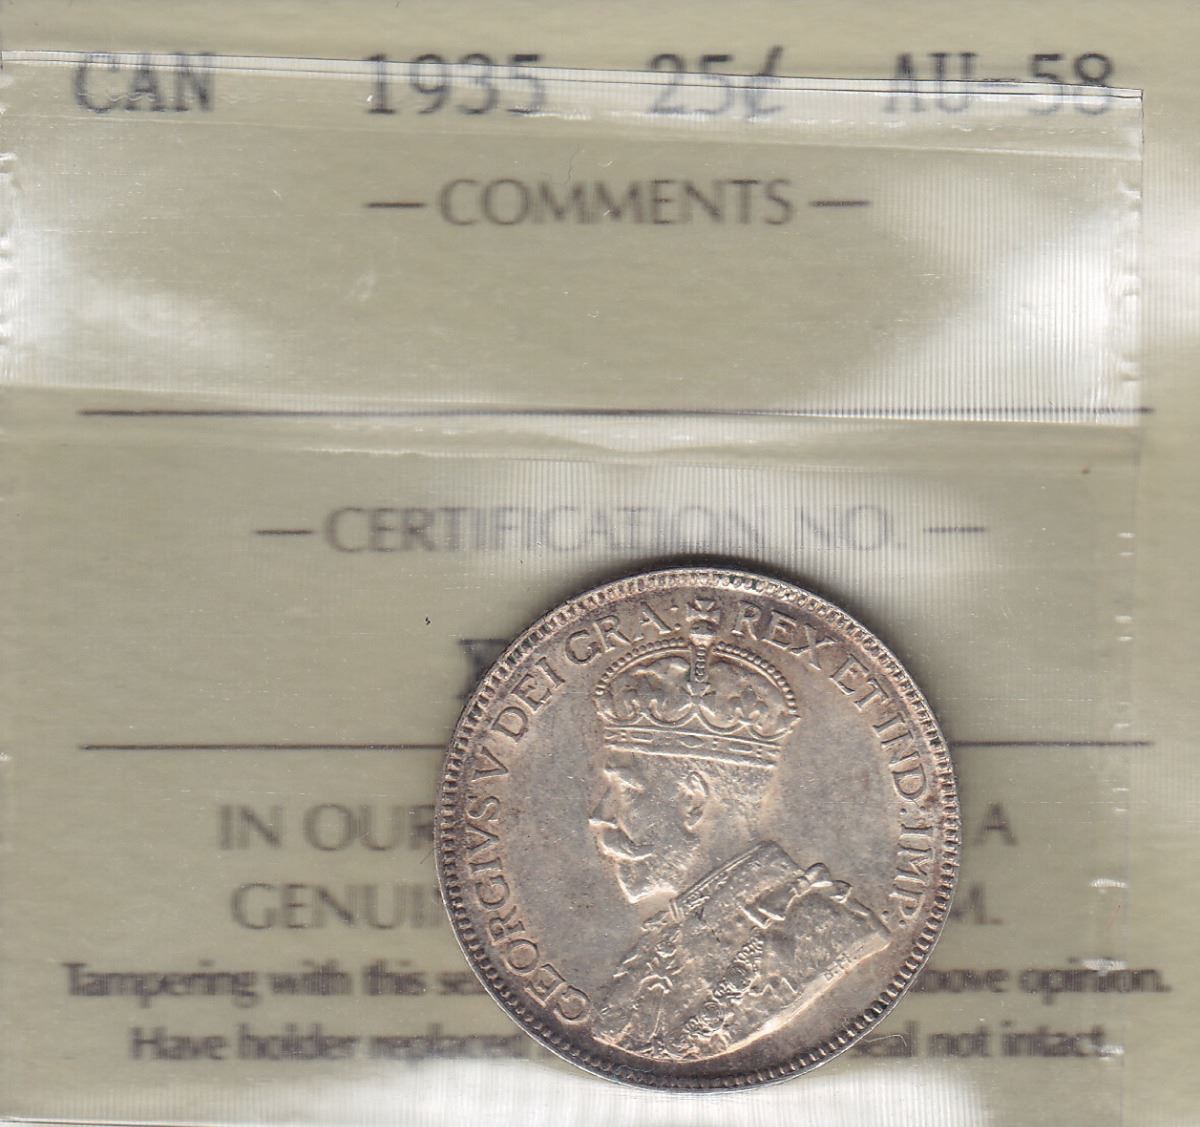 CAN 1935 25¢ AU-58
— COMMENTS —
— CERTIFICATION NO. —
IN OUR A
GENUI M.
Tampering with this se bove opinion.
Have holder replaced seal not intact.
GEORGIVS V DEI GRA: REX ET IND: IMP:
B.M.